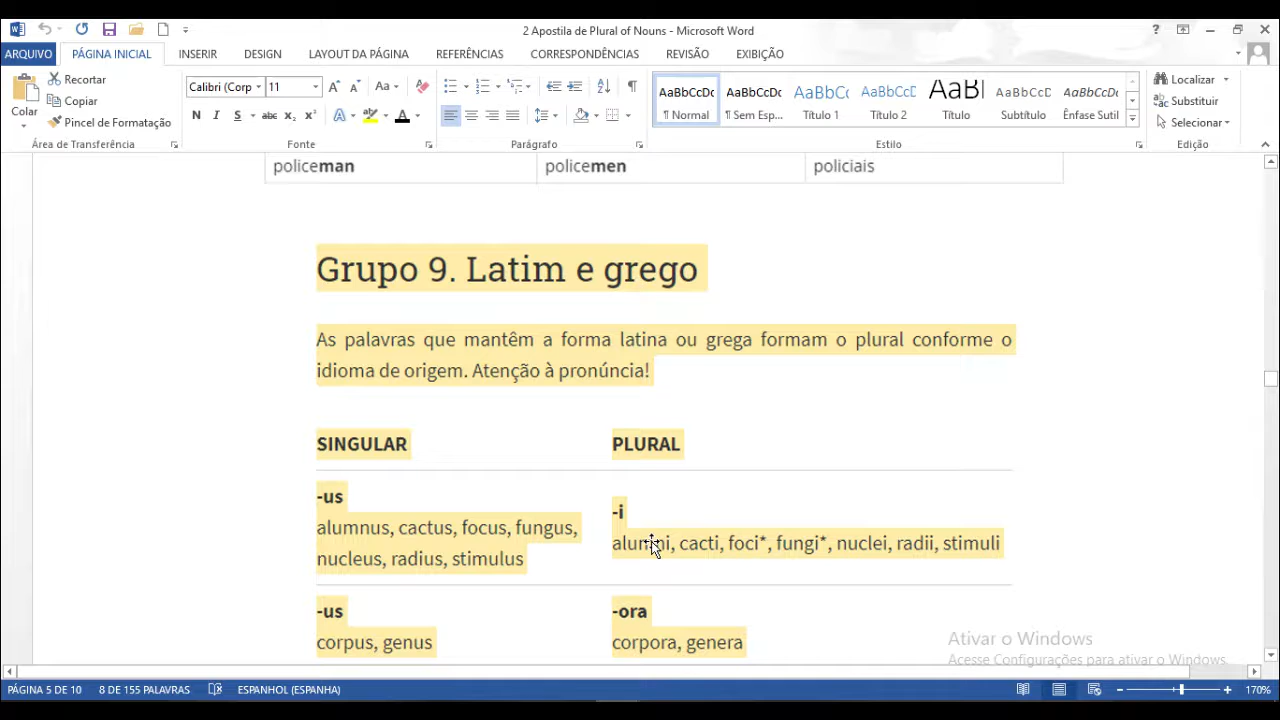 2 Apostila de Plural of Nouns - Microsoft Word
ARQUIVO PÁGINA INICIAL INSERIR DESIGN LAYOUT DA PÁGINA REFERÊNCIAS CORRESPONDÊNCIAS REVISÃO EXIBIÇÃO
Colar
Recortar
Copiar
Pincel de Formatação
Área de Transferência
Calibri (Corp 11
Fonte
Parágrafo
AaBbCcDc AaBbCcDc AaBbCc AaBbCcD AaBl AaBbCcD AaBbCcDc
¶ Normal ¶ Sem Esp... Título 1 Título 2 Título Subtítulo Ênfase Sutil
Estilo
Localizar
Substituir
Selecionar
Edição
policeman policemen policiais
Grupo 9. Latim e grego
As palavras que mantêm a forma latina ou grega formam o plural conforme o
idioma de origem. Atenção à pronúncia!
SINGULAR PLURAL
-us
alumnus, cactus, focus, fungus,
nucleus, radius, stimulus
-i
alumni, cacti, foci*, fungi*, nuclei, radii, stimuli
-us
corpus, genus
-ora
corpora, genera
Ativar o Windows
Acesse Configurações para ativar o Windows.
PÁGINA 5 DE 10 8 DE 155 PALAVRAS ESPANHOL (ESPANHA) 170%